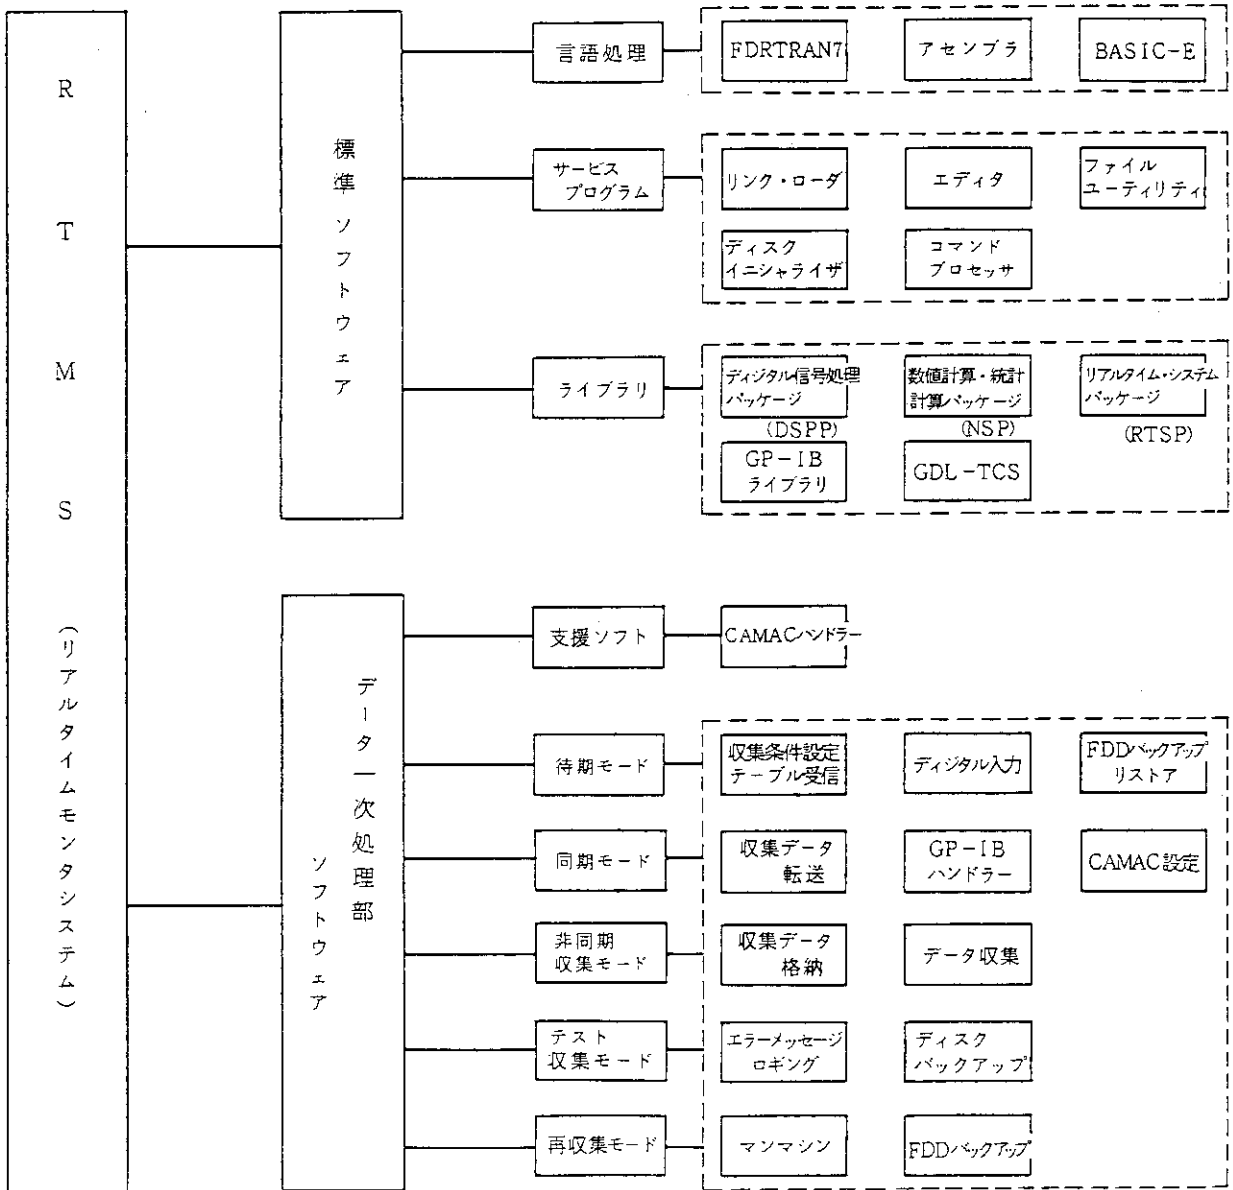 RTMS(リアルタイムモンタシステム)
標準ソフトウェア
言語処理
FDRTRAN7
アセンブラ
BASIC-E
サービス
プログラム
リンク・ローダ
エディタ
ファイル
ユーティリティ
ディスク
イニシャライザ
コマンド
プロセッサ
ライブラリ
ディジタル信号処理
パッケージ
(DSPP)
数値計算・統計
計算パッケージ
(NSP)
リアルタイム・システム
パッケージ
(RTSP)
GP-IB
ライブラリ
GDL-TCS
データ一次処理部
ソフトウェア
支援ソフト
CAMACハンドラー
待期モード
収集条件設定
テーブル受信
ディジタル入力
FDDバックアップ
リストア
同期モード
収集データ
転送
GP-IB
ハンドラー
CAMAC設定
非同期
収集モード
収集データ
格納
データ収集
テスト
収集モード
エラーメッセージ
ロギング
ディスク
バックアップ
再収集モード
マンマシン
FDDバックアップ